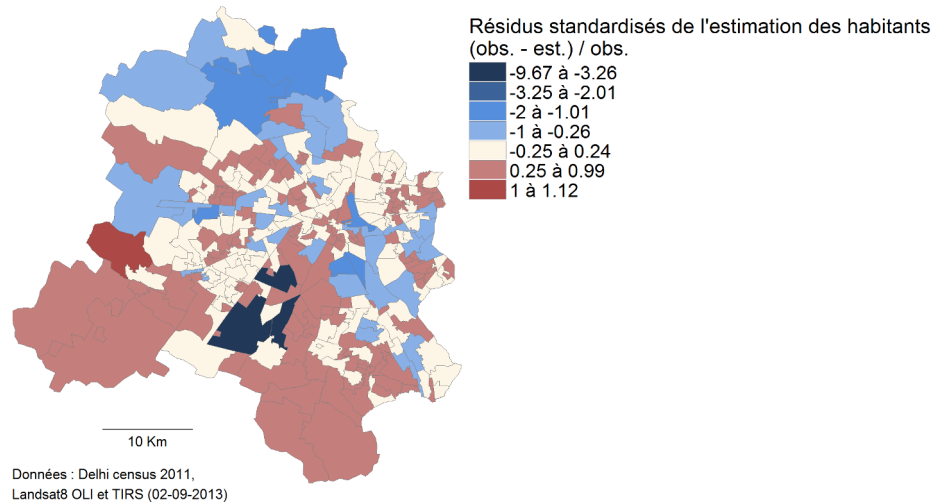 Résidus standardisés de l'estimation des habitants
(obs. - est.) / obs.
-9.67 à -3.26
-3.25 à -2.01
-2 à -1.01
-1 à -0.26
-0.25 à 0.24
0.25 à 0.99
1 à 1.12
10 Km
Données : Delhi census 2011,
Landsat8 OLI et TIRS (02-09-2013)